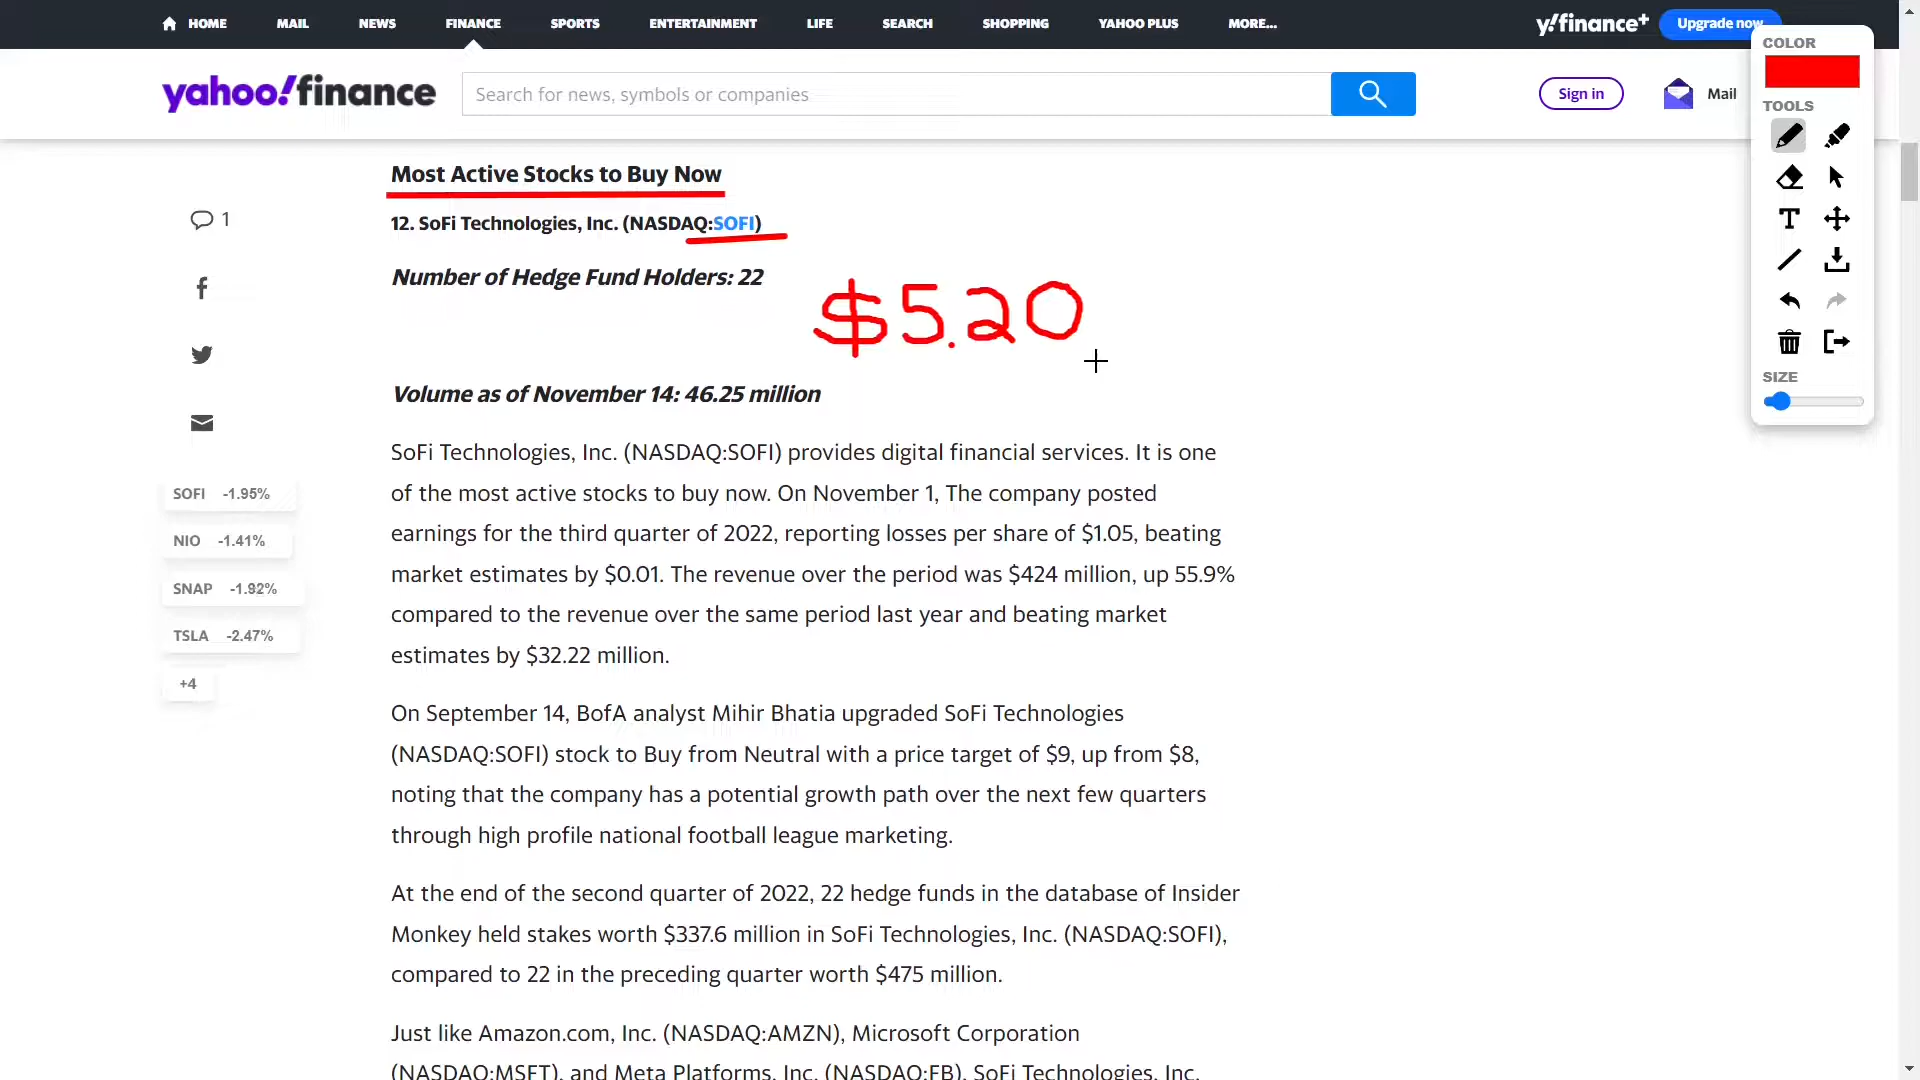 HOME MAIL NEWS FINANCE SPORTS ENTERTAINMENT LIFE SEARCH SHOPPING YAHOO PLUS MORE... y!finance+ Upgrade now
COLOR
yahoo!finance Search for news, symbols or companies Sign in Mail
TOOLS
Most Active Stocks to Buy Now
1
12. SoFi Technologies, Inc. (NASDAQ:SOFI)
T
Number of Hedge Fund Holders: 22
$5.20
SIZE
Volume as of November 14: 46.25 million
SoFi Technologies, Inc. (NASDAQ:SOFI) provides digital financial services. It is one
of the most active stocks to buy now. On November 1, The company posted
earnings for the third quarter of 2022, reporting losses per share of $1.05, beating
market estimates by $0.01. The revenue over the period was $424 million, up 55.9%
compared to the revenue over the same period last year and beating market
estimates by $32.22 million.
SOFI -1.95%
NIO -1.41%
SNAP -1.92%
TSLA -2.47%
+4
On September 14, BofA analyst Mihir Bhatia upgraded SoFi Technologies
(NASDAQ:SOFI) stock to Buy from Neutral with a price target of $9, up from $8,
noting that the company has a potential growth path over the next few quarters
through high profile national football league marketing.
At the end of the second quarter of 2022, 22 hedge funds in the database of Insider
Monkey held stakes worth $337.6 million in SoFi Technologies, Inc. (NASDAQ:SOFI),
compared to 22 in the preceding quarter worth $475 million.
Just like Amazon.com, Inc. (NASDAQ:AMZN), Microsoft Corporation
(NASDAQ:MSFT), and Meta Platforms, Inc. (NASDAQ:FB), SoFi Technologies, Inc.